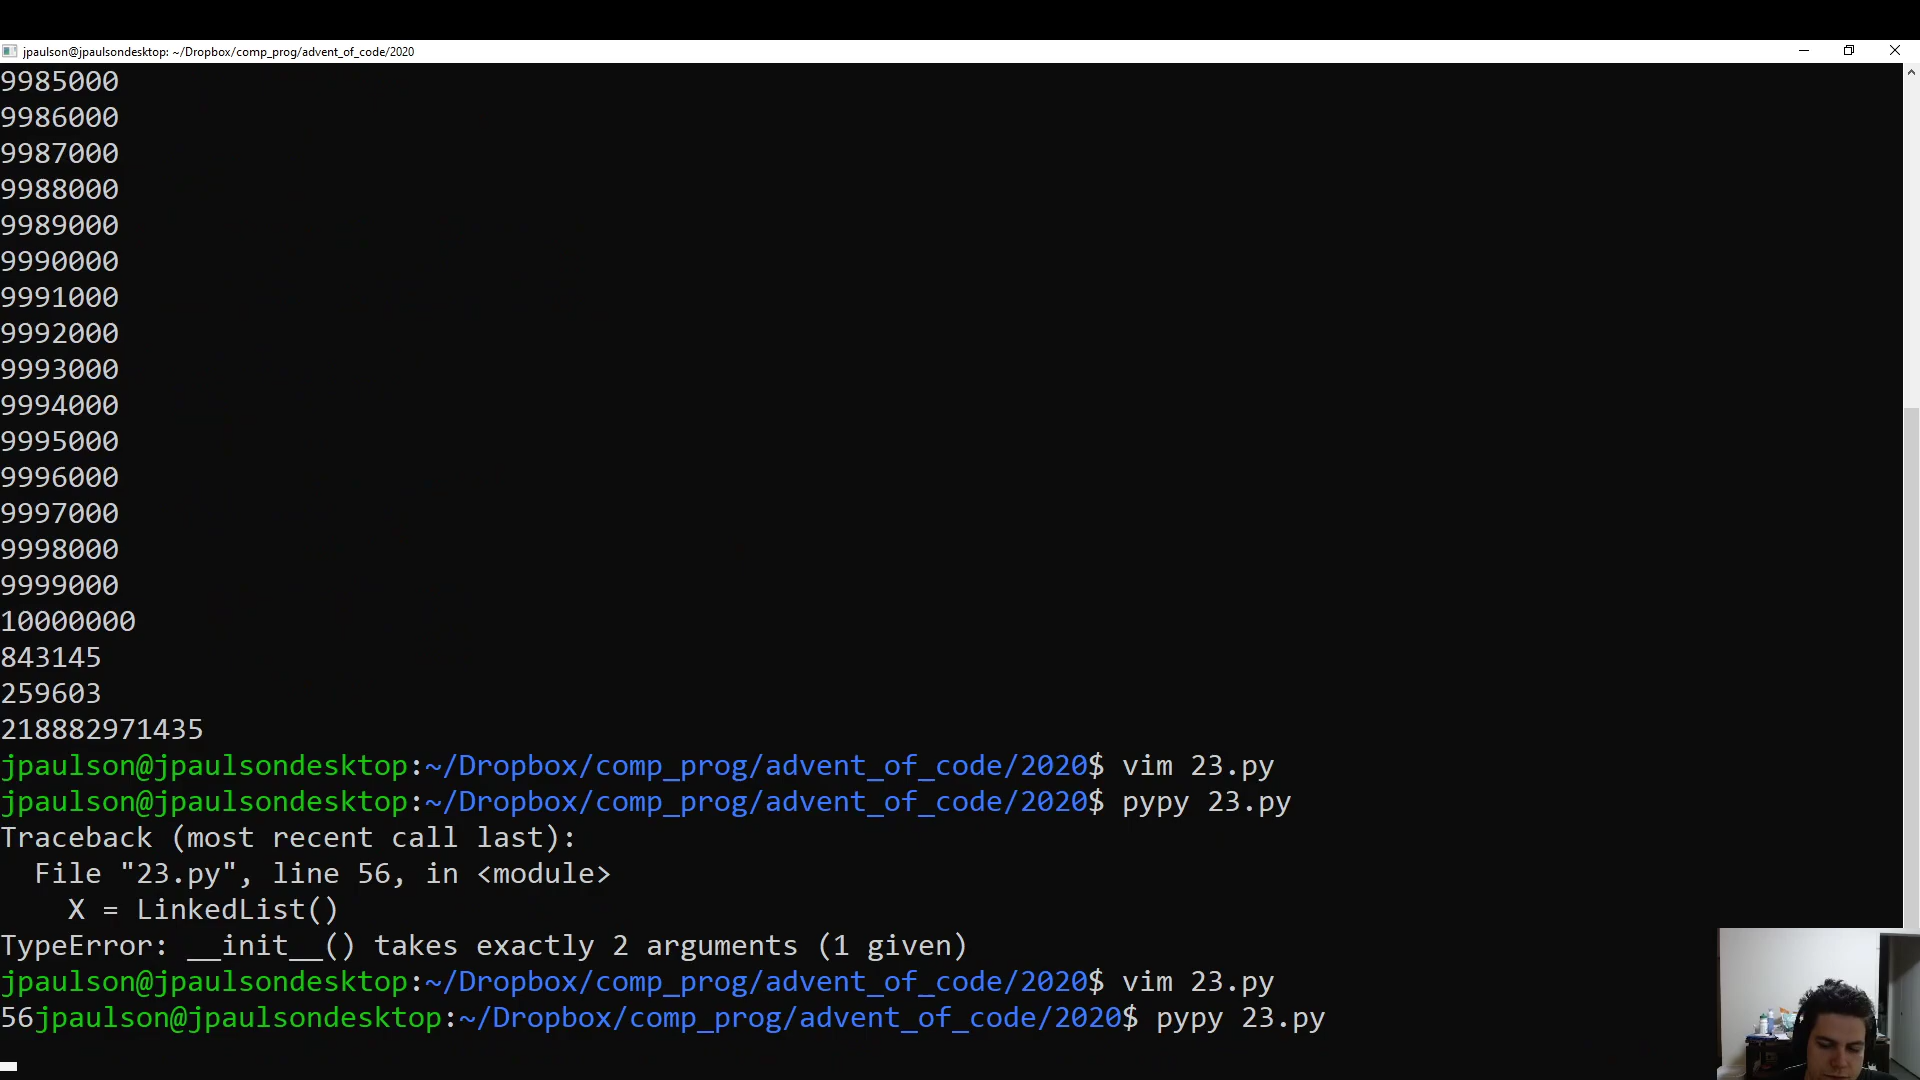 jpaulson@jpaulsondesktop: ~/Dropbox/comp_prog/advent_of_code/2020
9985000
9986000
9987000
9988000
9989000
9990000
9991000
9992000
9993000
9994000
9995000
9996000
9997000
9998000
9999000
10000000
843145
259603
218882971435
jpaulson@jpaulsondesktop:~/Dropbox/comp_prog/advent_of_code/2020$ vim 23.py
jpaulson@jpaulsondesktop:~/Dropbox/comp_prog/advent_of_code/2020$ pypy 23.py
Traceback (most recent call last):
  File "23.py", line 56, in <module>
    X = LinkedList()
TypeError: __init__() takes exactly 2 arguments (1 given)
jpaulson@jpaulsondesktop:~/Dropbox/comp_prog/advent_of_code/2020$ vim 23.py
56jpaulson@jpaulsondesktop:~/Dropbox/comp_prog/advent_of_code/2020$ pypy 23.py